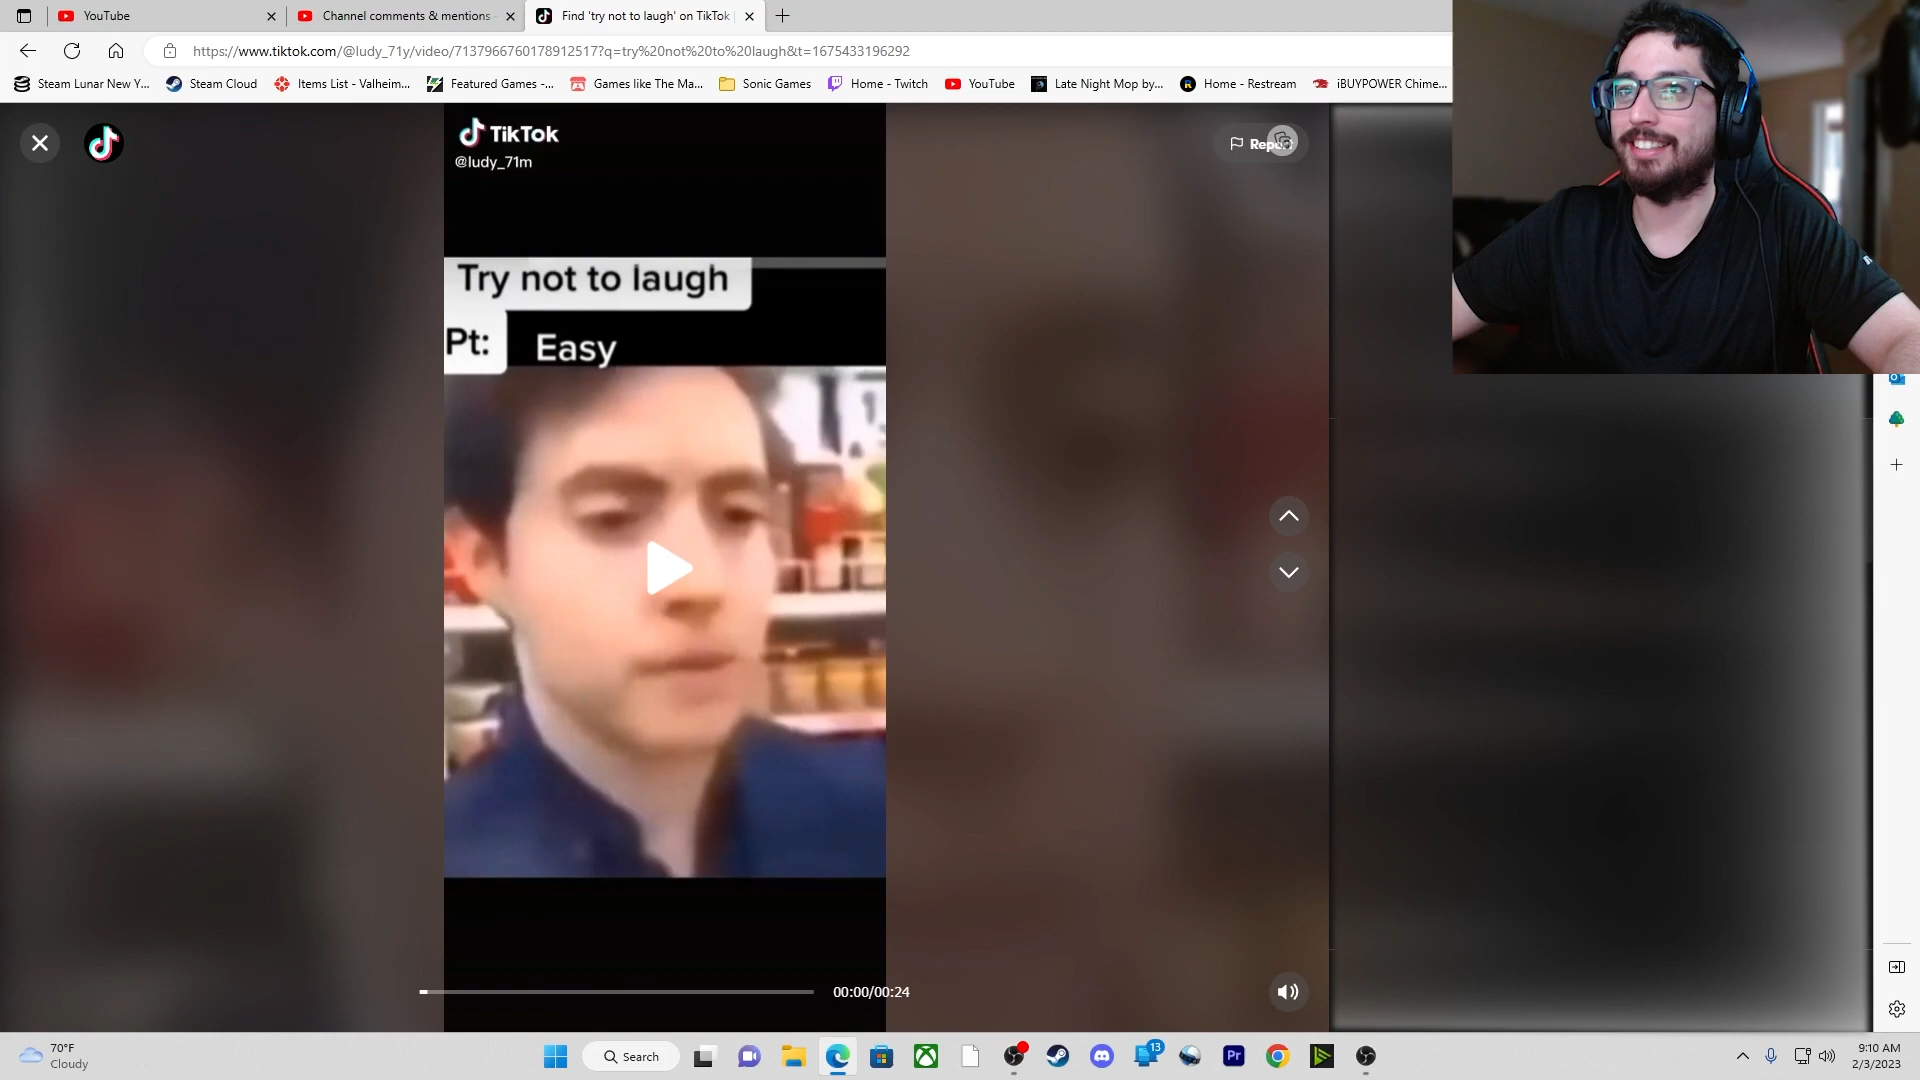 YouTube
Channel comments & mentions -
Find 'try not to laugh' on TikTok |
https://www.tiktok.com/@ludy_71y/video/7137966760178912517?q=try%20not%20to%20laugh&t=1675433196292
Steam Lunar New Y...
Steam Cloud
Items List - Valheim...
Featured Games -...
Games like The Ma...
Sonic Games
Home - Twitch
YouTube
Late Night Mop by...
Home - Restream
iBUYPOWER Chime...
TikTok
@ludy_71m
Report
Try not to laugh
Pt: Easy
00:00/00:24
70°F
Cloudy
Search
13
Pr
9:10 AM
2/3/2023